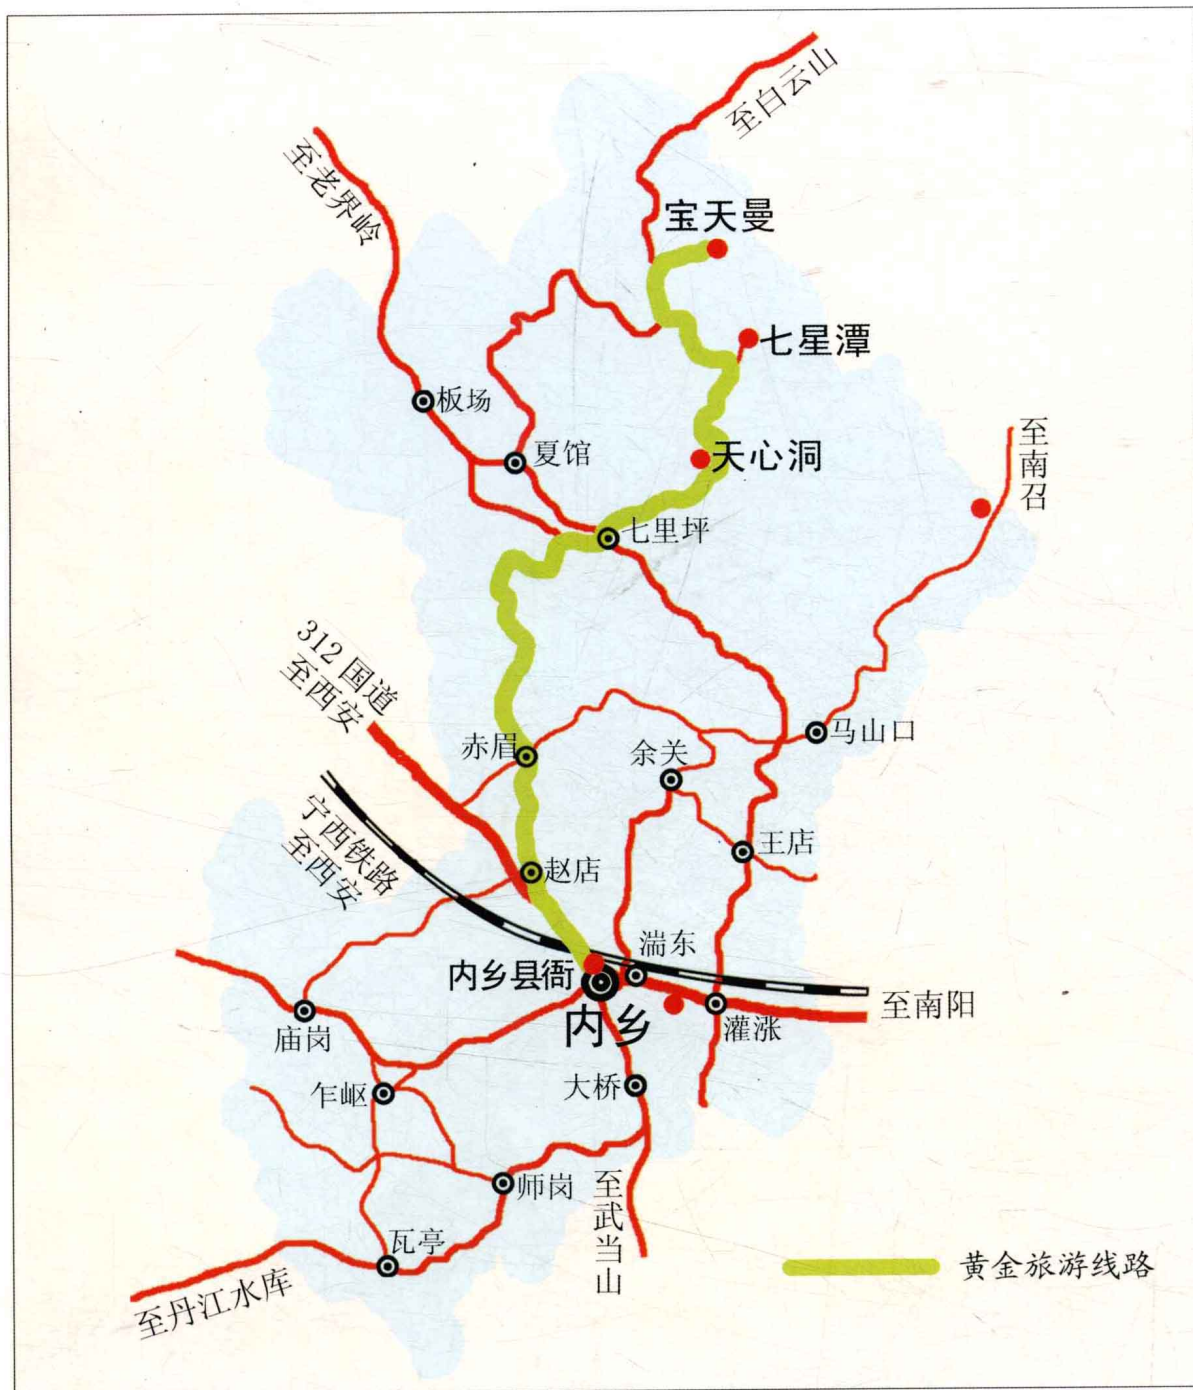 至白云山
至老界岭
宝天曼
七星潭
板场
夏馆
天心洞
至南召
七里坪
312国道
至西安
赤眉
余关
马山口
宁西铁路
至西安
王店
赵店
湍东
内乡县衙
内乡
至南阳
灌涨
庙岗
乍岖
大桥
师岗
至武当山
瓦亭
至丹江水库
黄金旅游线路